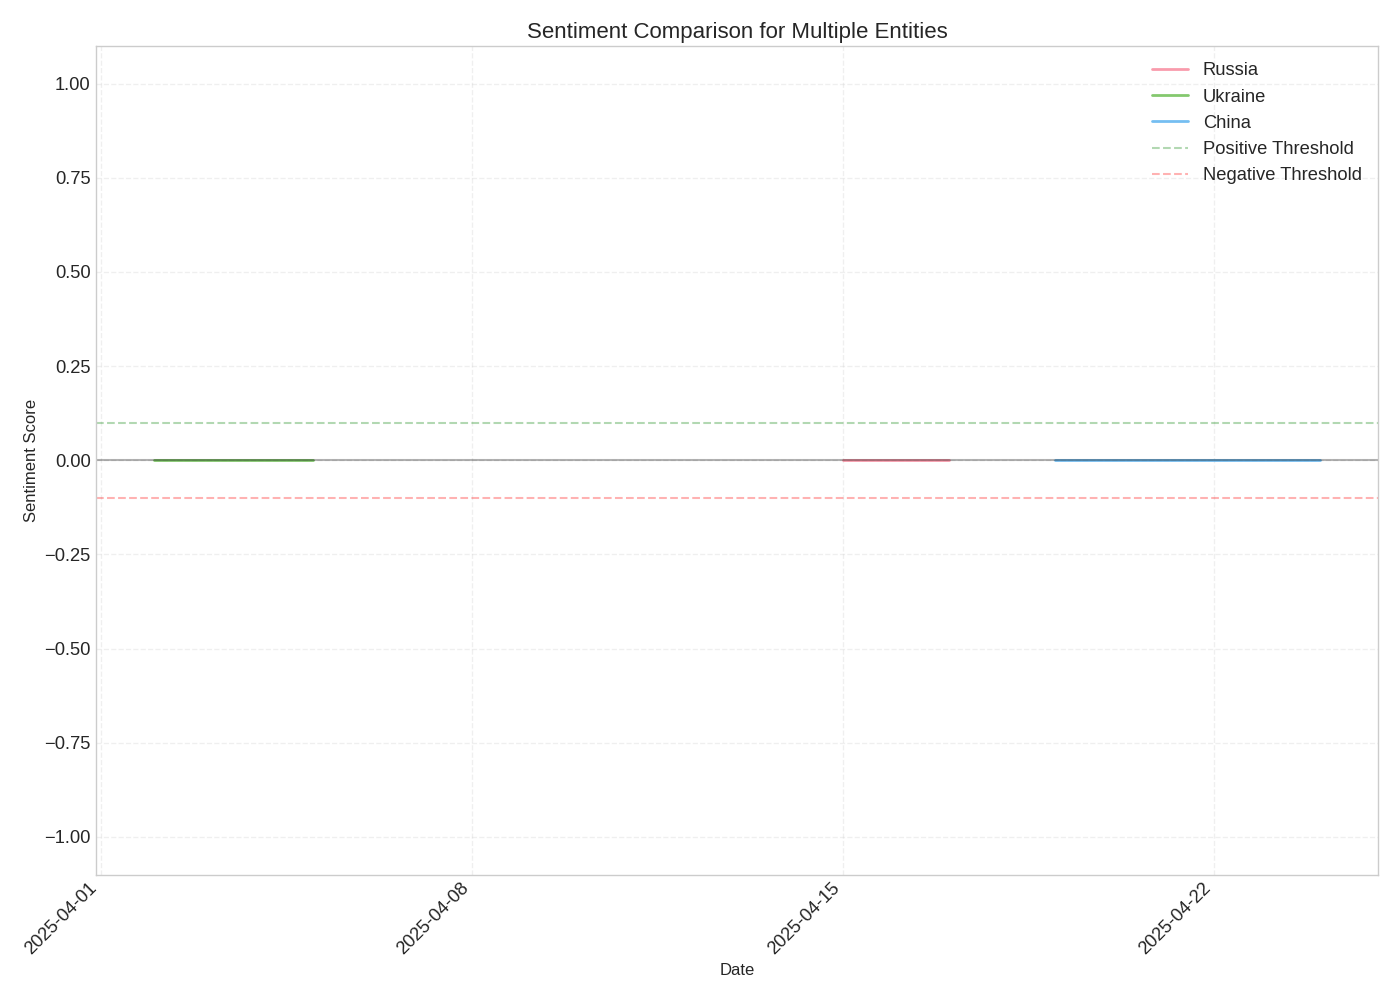 Sentiment Comparison for Multiple Entities
Russia
Ukraine
China
Positive Threshold
Negative Threshold
1.00
0.75
0.50
0.25
0.00
−0.25
−0.50
−0.75
−1.00
Sentiment Score
2025-04-01
2025-04-08
2025-04-15
2025-04-22
Date